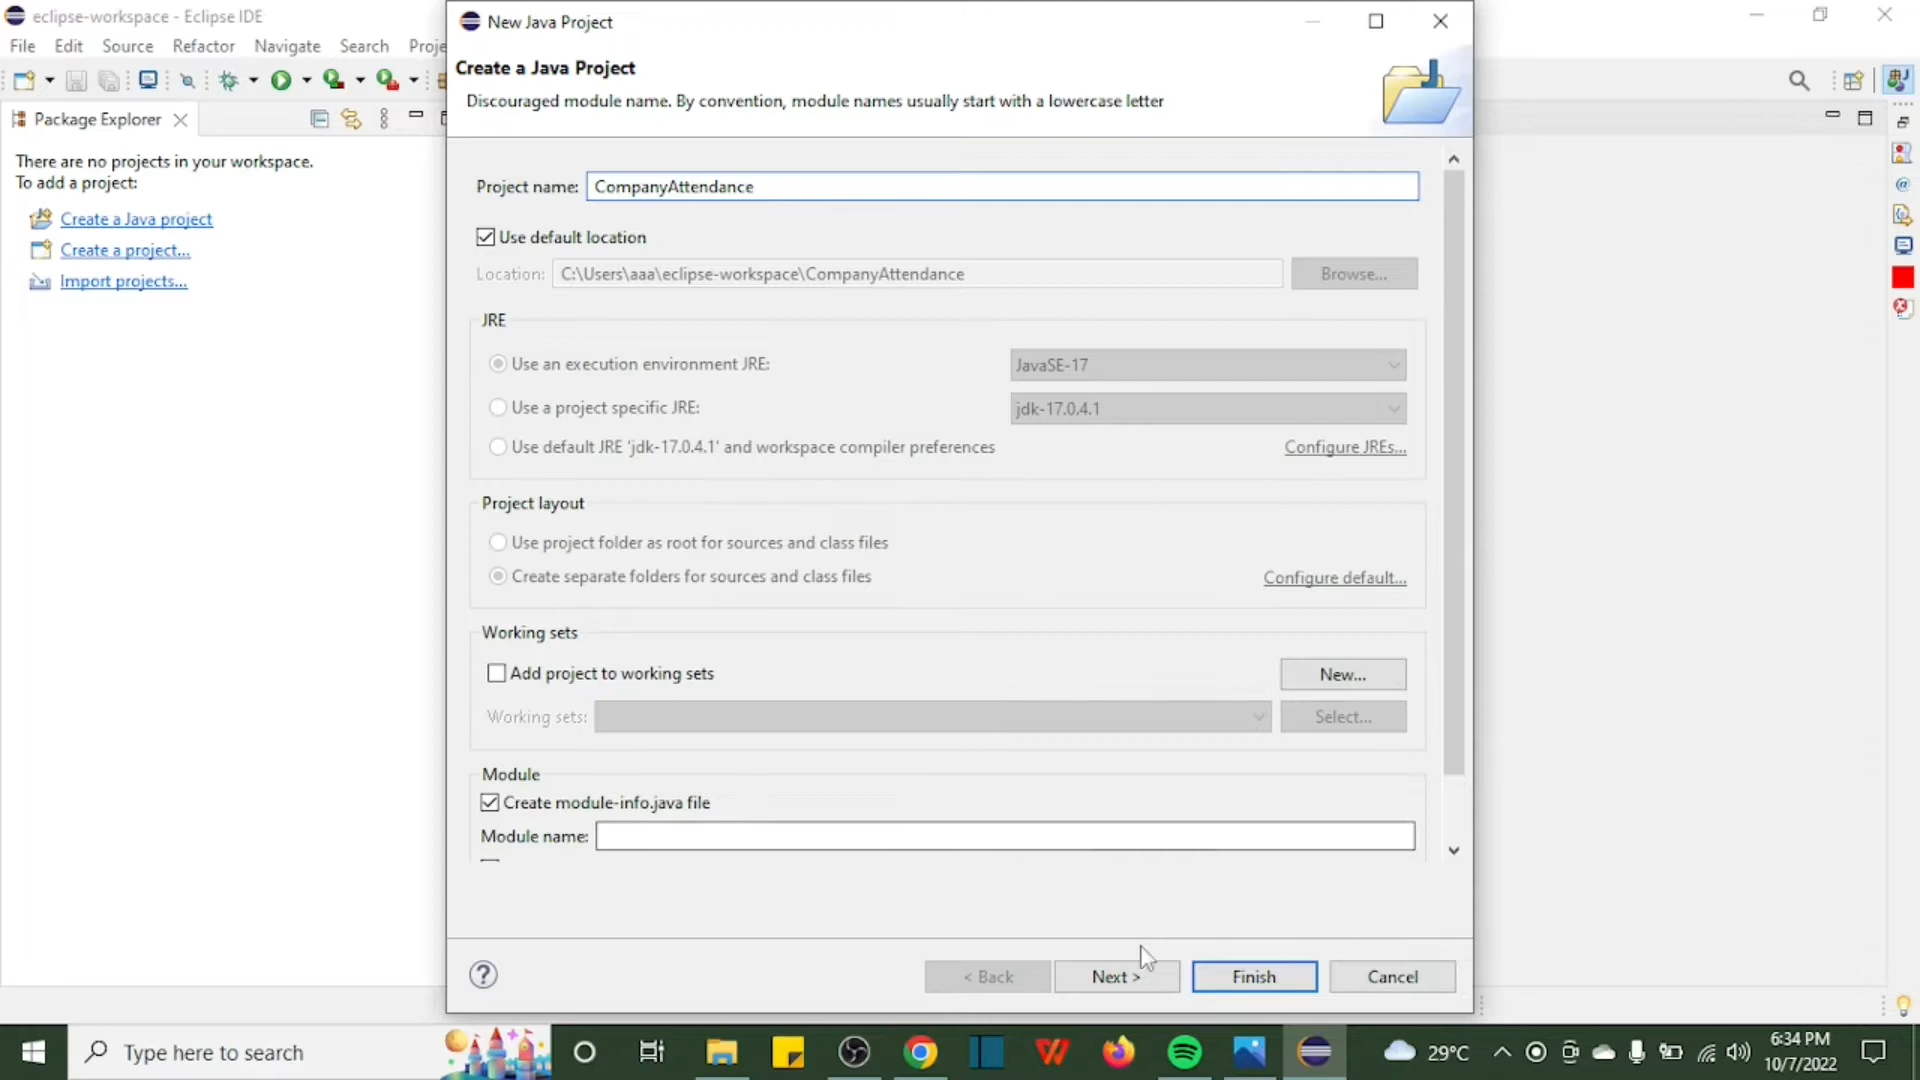 eclipse-workspace - Eclipse IDE
File Edit Source Refactor Navigate Search Proje
Package Explorer
There are no projects in your workspace.
To add a project:
Create a Java project
Create a project...
Import projects...
New Java Project
Create a Java Project
Discouraged module name. By convention, module names usually start with a lowercase letter
Project name: CompanyAttendance
Use default location
Location: C:\Users\aaa\eclipse-workspace\CompanyAttendance Browse...
JRE
Use an execution environment JRE: JavaSE-17
Use a project specific JRE: jdk-17.0.4.1
Use default JRE 'jdk-17.0.4.1' and workspace compiler preferences Configure JREs...
Project layout
Use project folder as root for sources and class files
Create separate folders for sources and class files Configure default...
Working sets
Add project to working sets New...
Working sets: Select...
Module
Create module-info.java file
Module name:
< Back Next > Finish Cancel
Type here to search
29°C
6:34 PM
10/7/2022